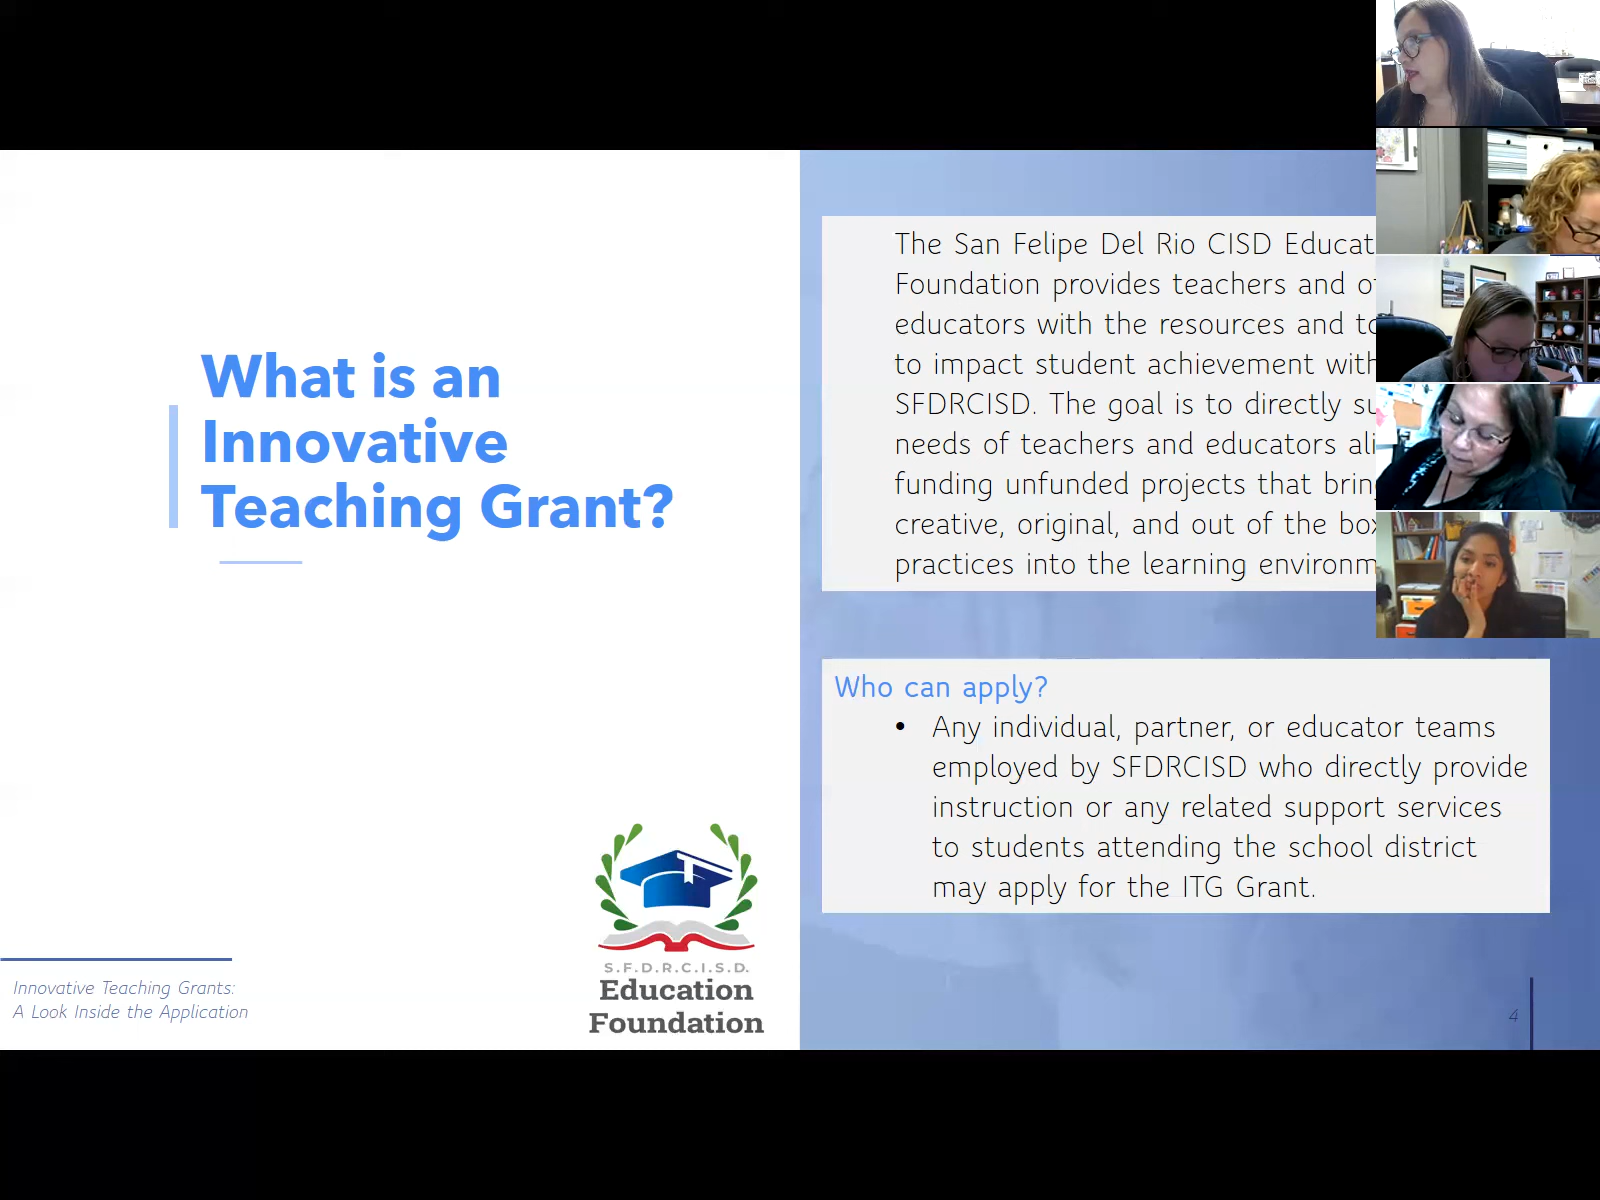 What is an
Innovative
Teaching Grant?
The San Felipe Del Rio CISD Educat
Foundation provides teachers and
educators with the resources and
to impact student achievement with
SFDRCISD. The goal is to directly
needs of teachers and educators
funding unfunded projects that
creative, original, and out of the box
practices into the learning environm
Who can apply?
• Any individual, partner, or educator teams
employed by SFDRCISD who directly provide
instruction or any related support services
to students attending the school district
may apply for the ITG Grant.
S.F.D.R.C.I.S.D.
Education
Foundation
Innovative Teaching Grants:
A Look Inside the Application
4